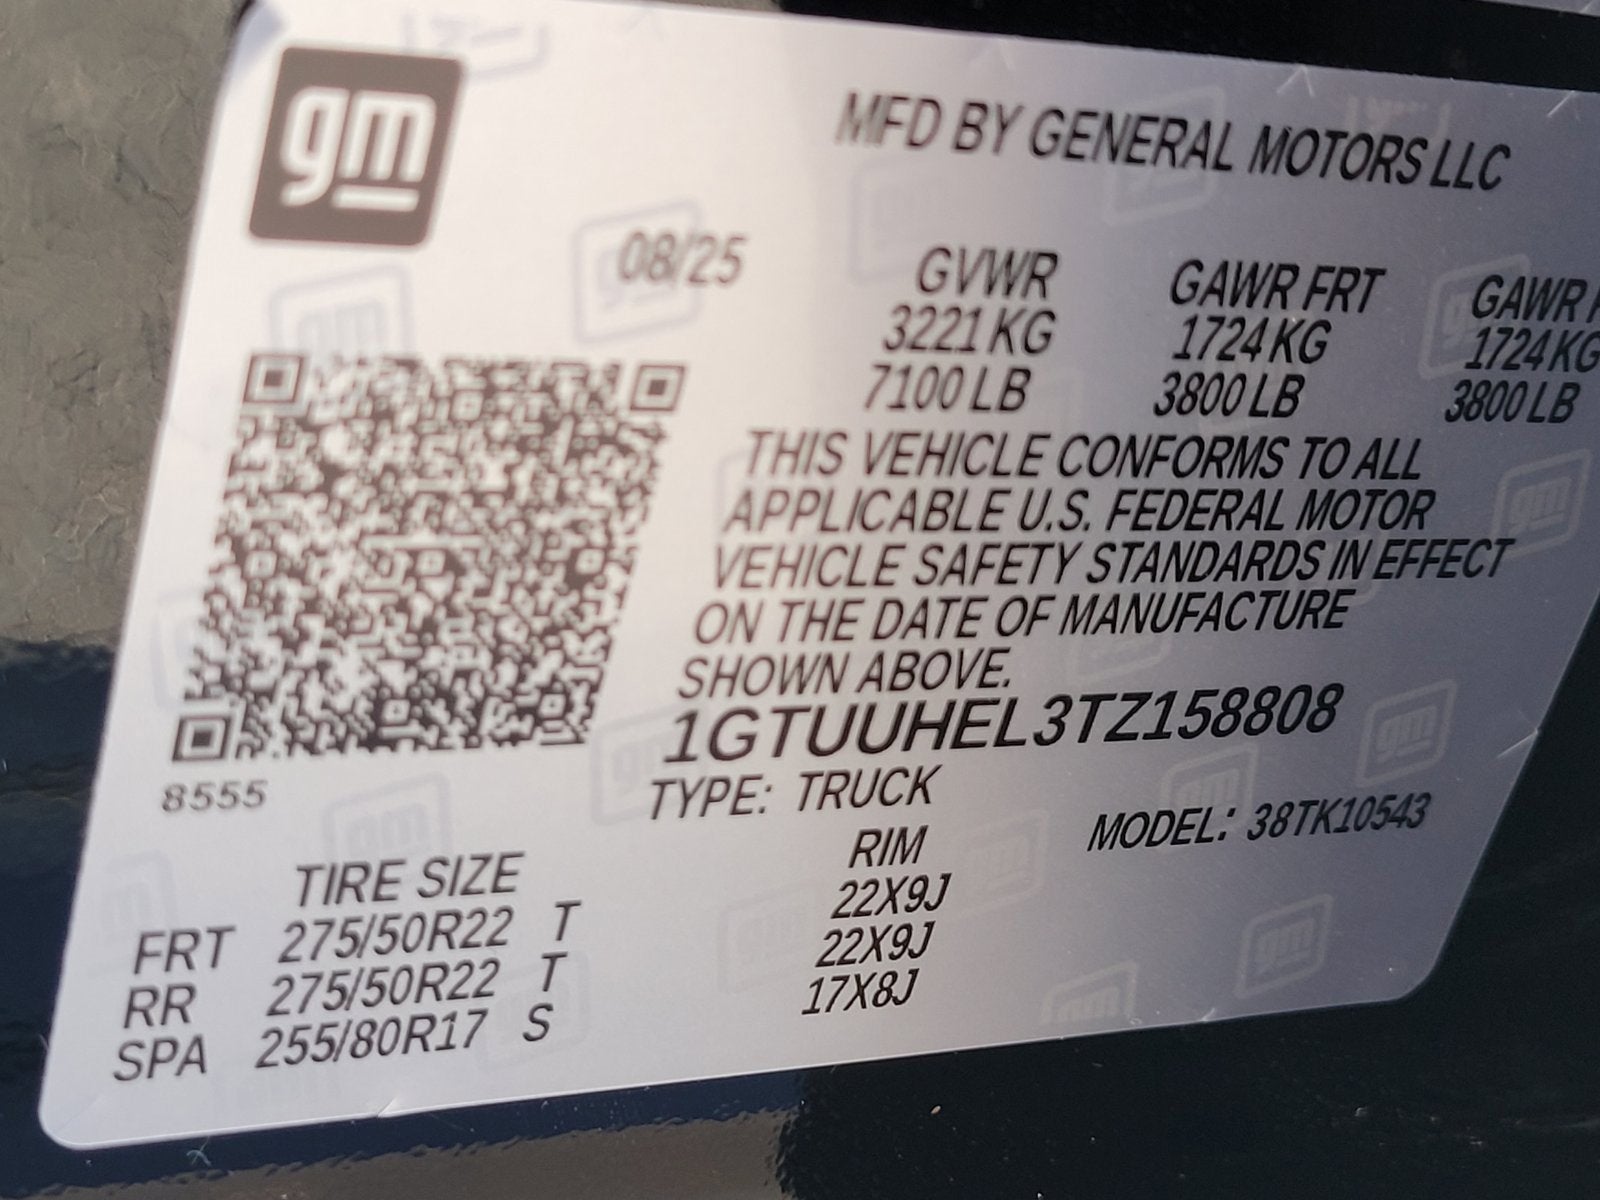 gm
MFD BY GENERAL MOTORS LLC
08/25
GVWR GAWR FRT GAWR
3221 KG 1724 KG 1724 KG
7100 LB 3800 LB 3800 LB
THIS VEHICLE CONFORMS TO ALL
APPLICABLE U.S. FEDERAL MOTOR
VEHICLE SAFETY STANDARDS IN EFFECT
ON THE DATE OF MANUFACTURE
SHOWN ABOVE.
1GTUUHEL3TZ158808
8555
TYPE: TRUCK MODEL: 38TK10543
TIRE SIZE RIM
FRT 275/50R22 T 22X9J
RR 275/50R22 T 22X9J
SPA 255/80R17 S 17X8J